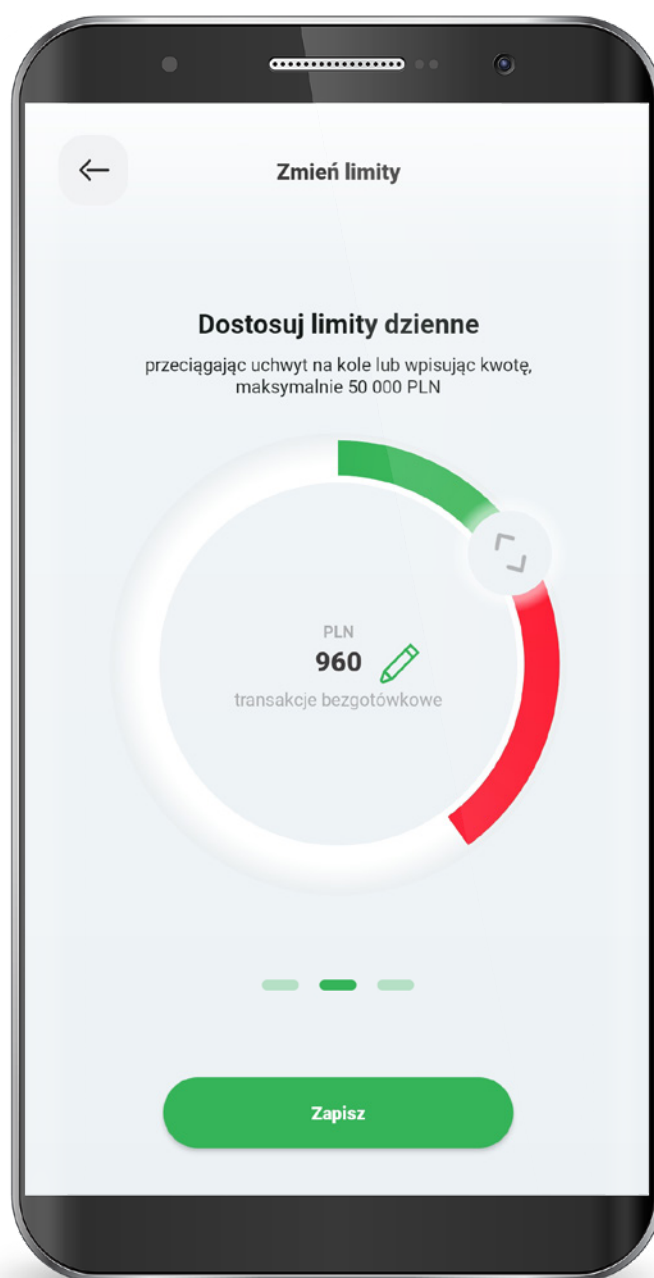 Zmień limity
Dostosuj limity dzienne
przeciągając uchwyt na kole lub wpisując kwotę,
maksymalnie 50 000 PLN
PLN
960
transakcje bezgotówkowe
Zapisz